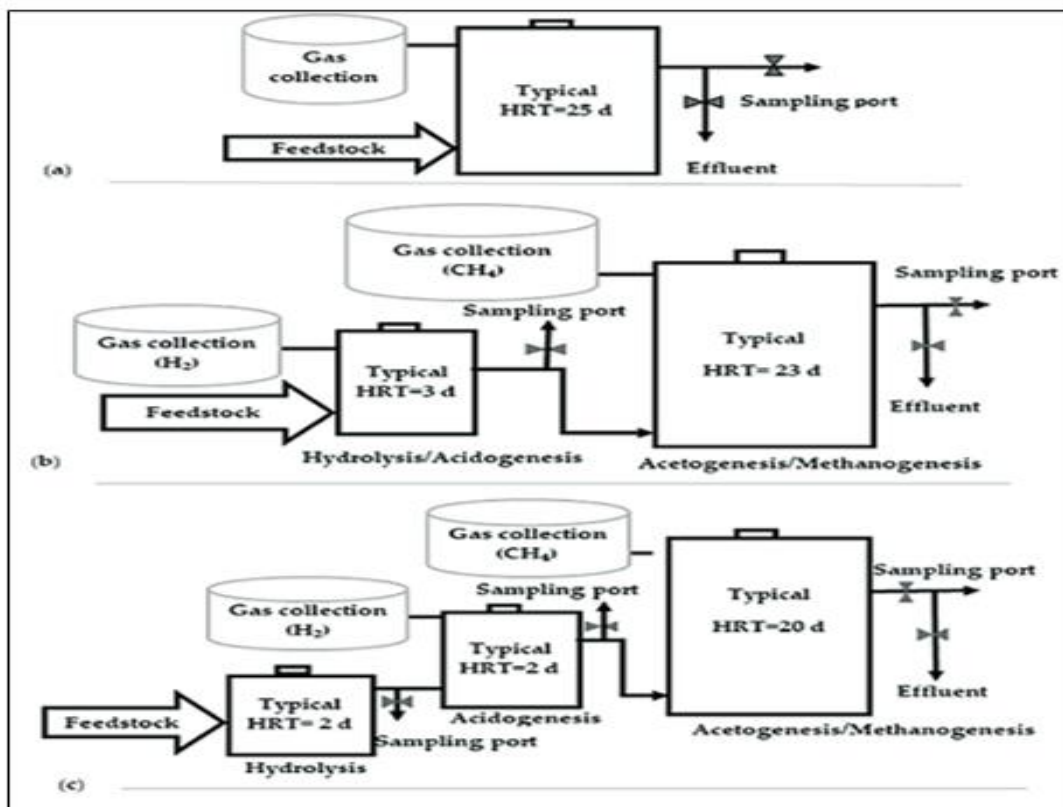 Gas
collection
Typical
HRT=25 d
Sampling port
Feedstock
Effluent
(a)
Gas collection
(CH₄)
Sampling port
Sampling port
Gas collection
(H₂)
Typical
HRT=3 d
Typical
HRT= 23 d
Feedstock
Effluent
Hydrolysis/Acidogenesis
Acetogenesis/Methanogenesis
(b)
Gas collection
(CH₄)
Sampling port
Sampling port
Gas collection
(H₂)
Typical
HRT=2 d
Typical
HRT=20 d
Feedstock
Typical
HRT= 2 d
Acidogenesis
Effluent
Sampling port
Acetogenesis/Methanogenesis
Hydrolysis
(c)